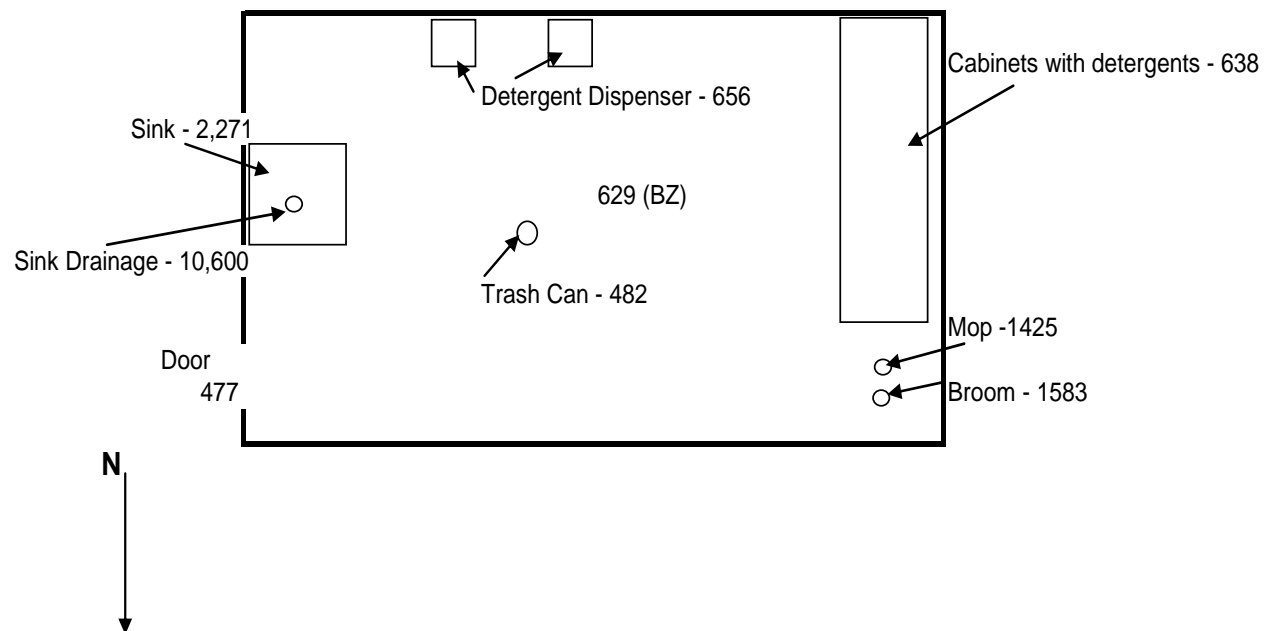 Cabinets with detergents - 638
Detergent Dispenser - 656
Sink - 2,271
629 (BZ)
Sink Drainage - 10,600
Trash Can - 482
Mop -1425
Door
477
Broom - 1583
N